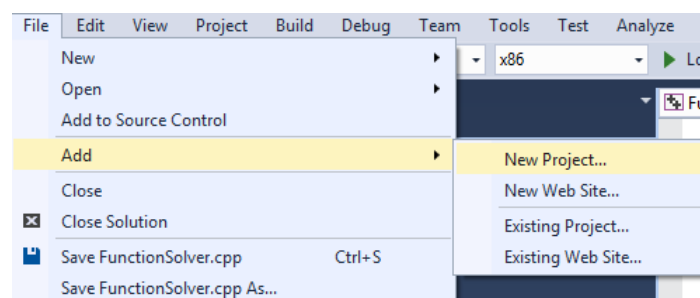 File Edit View Project Build Debug Team Tools Test Analyze
New x86
Open
Add to Source Control
Add
New Project...
Close
New Web Site...
Close Solution
Existing Project...
Save FunctionSolver.cpp Ctrl+S
Existing Web Site...
Save FunctionSolver.cpp As...